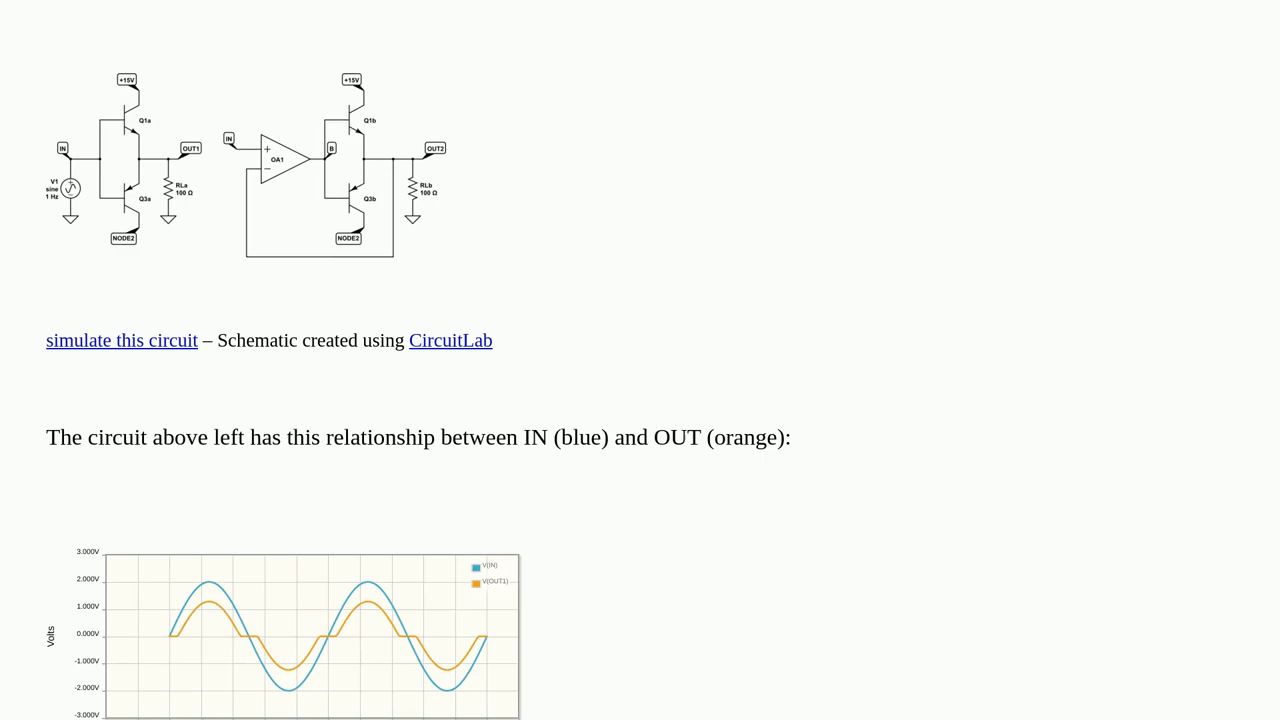 +15V
+15V
Q1a
Q1b
IN
OUT1
IN
B
OUT2
OA1
V1
sine
1 Hz
RLa
100 Ω
RLb
100 Ω
Q3a
Q3b
NODE2
NODE2
simulate this circuit – Schematic created using CircuitLab
The circuit above left has this relationship between IN (blue) and OUT (orange):
3.000V
V(IN)
2.000V
V(OUT1)
1.000V
0.000V
Volts
-1.000V
-2.000V
-3.000V